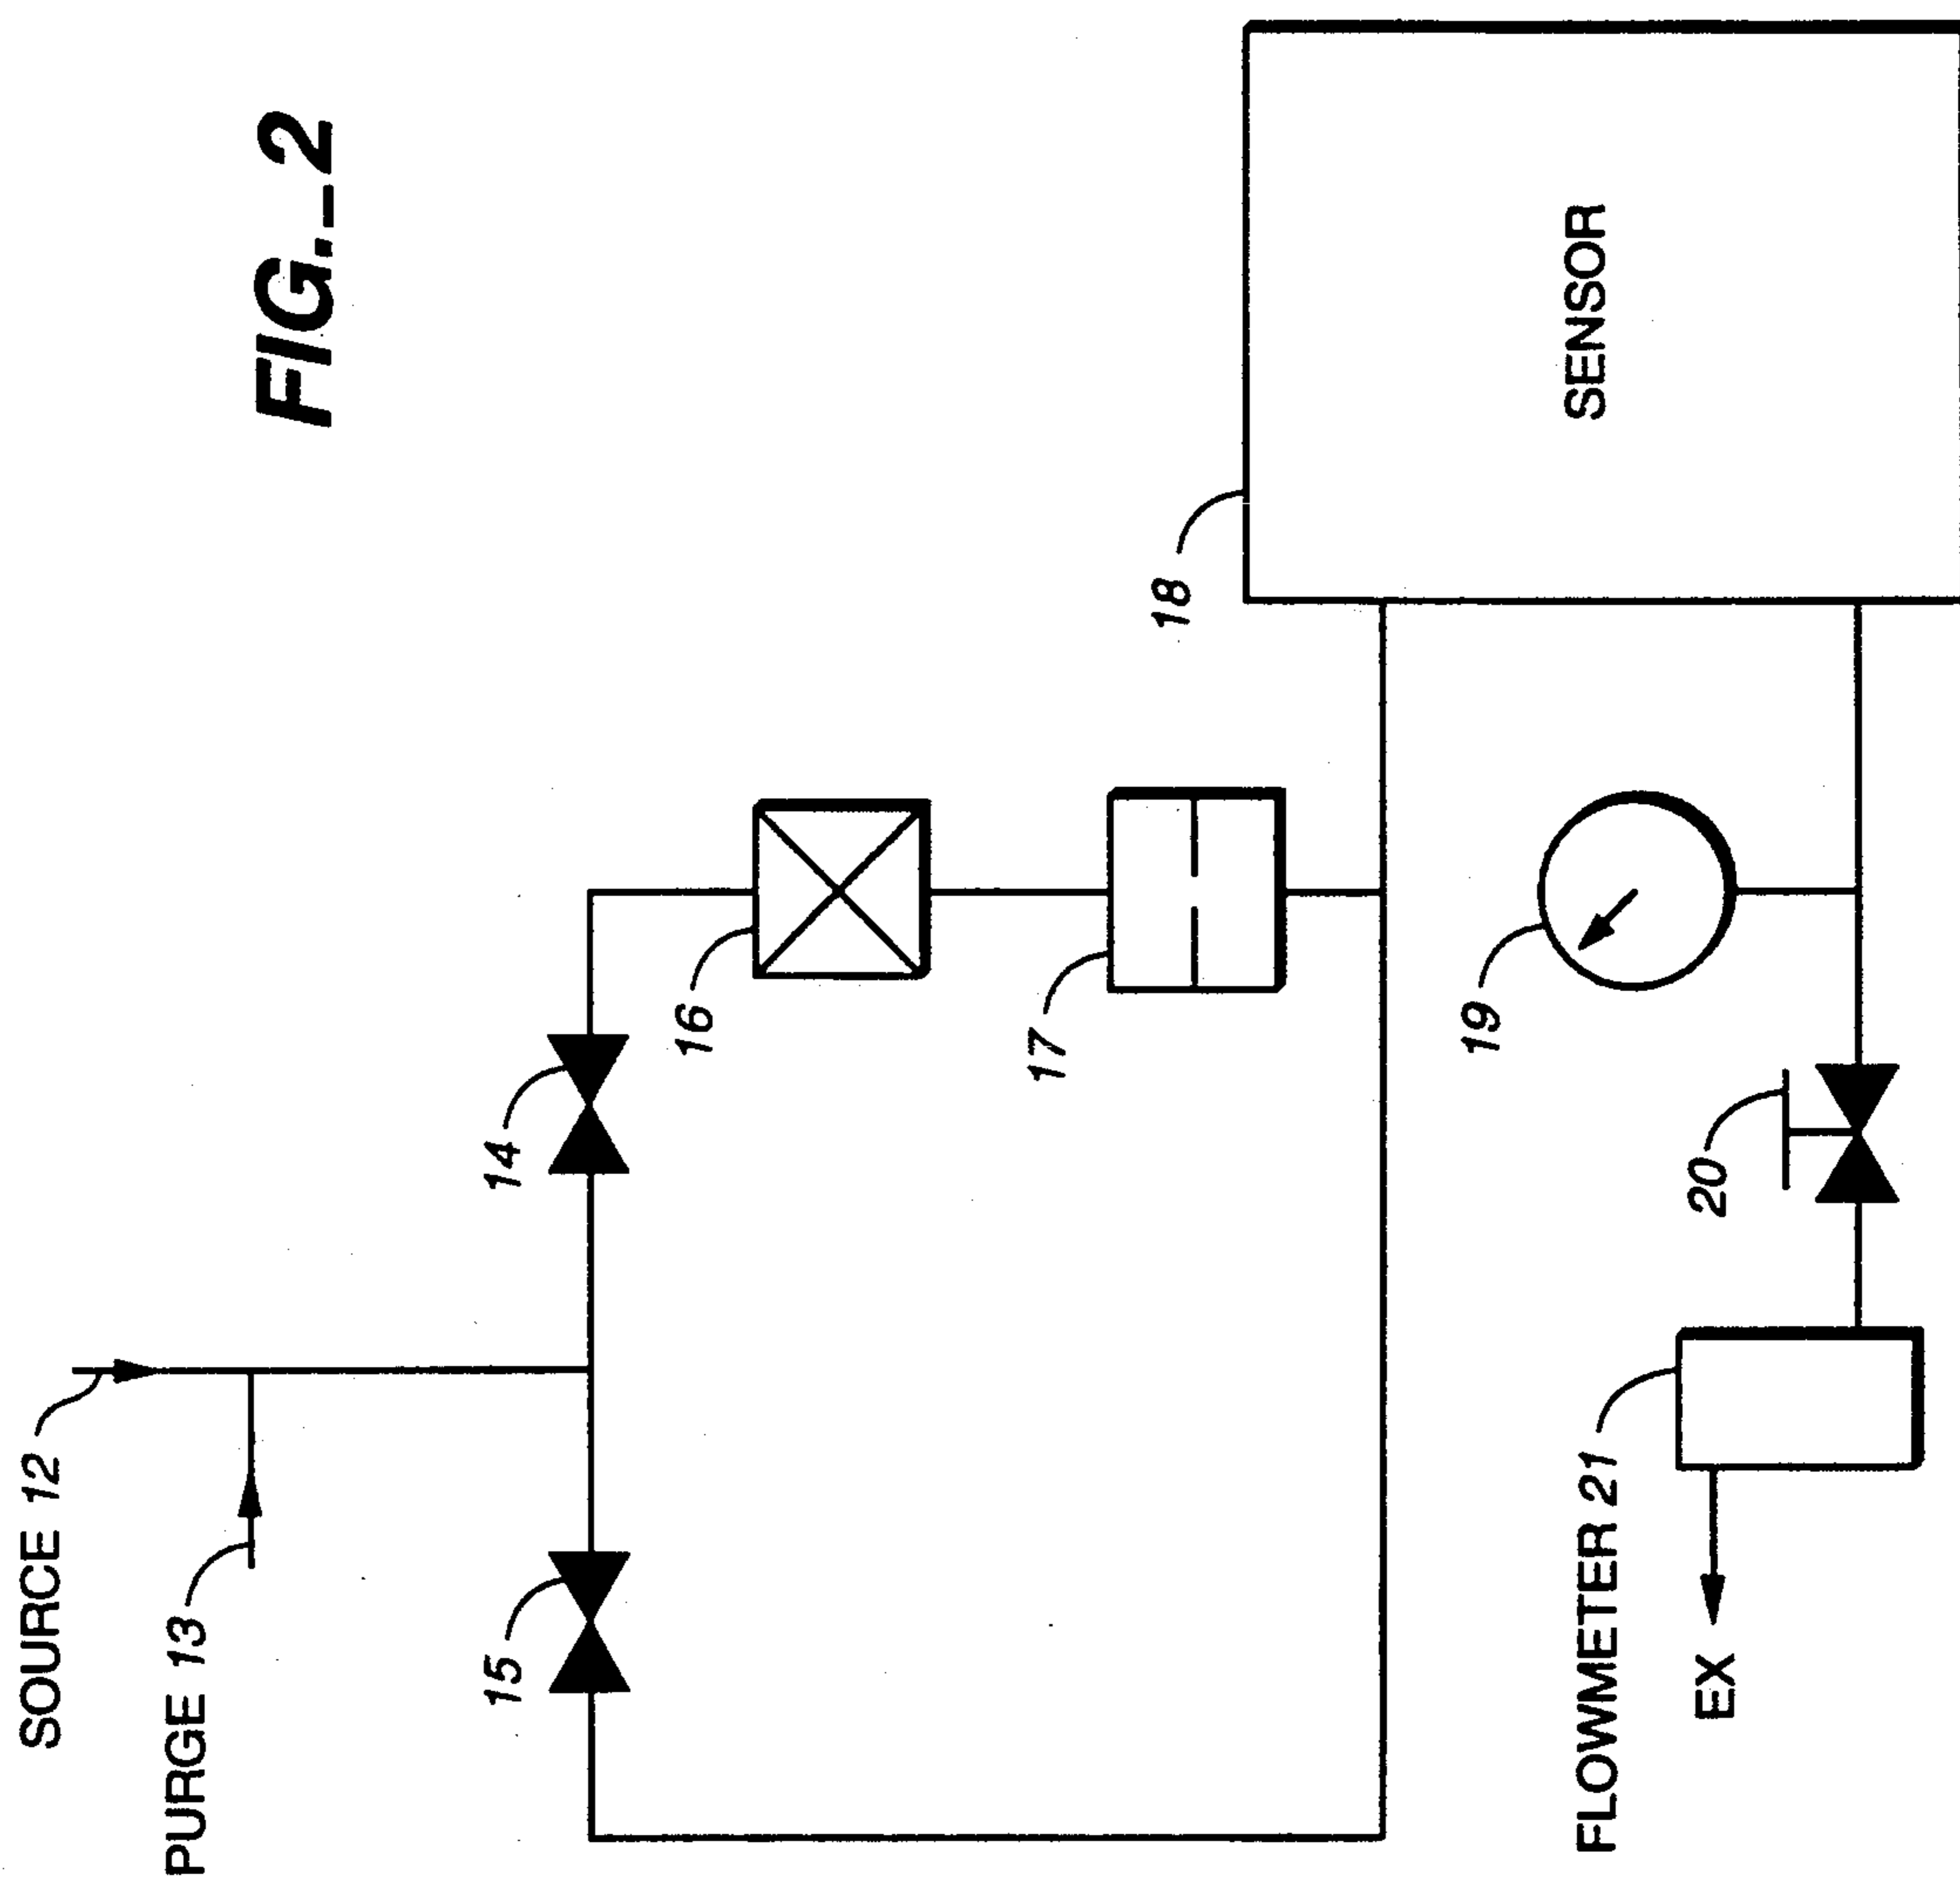 FIG._2
SOURCE 12
PURGE 13
14
15
16
17
18
SENSOR
19
20
FLOWMETER 21
EX